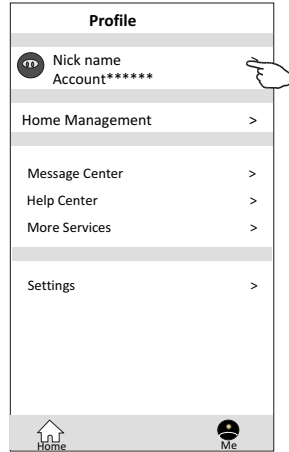 Profile
Nick name
Account******
Home Management >
Message Center >
Help Center >
More Services >
Settings >
Home Me